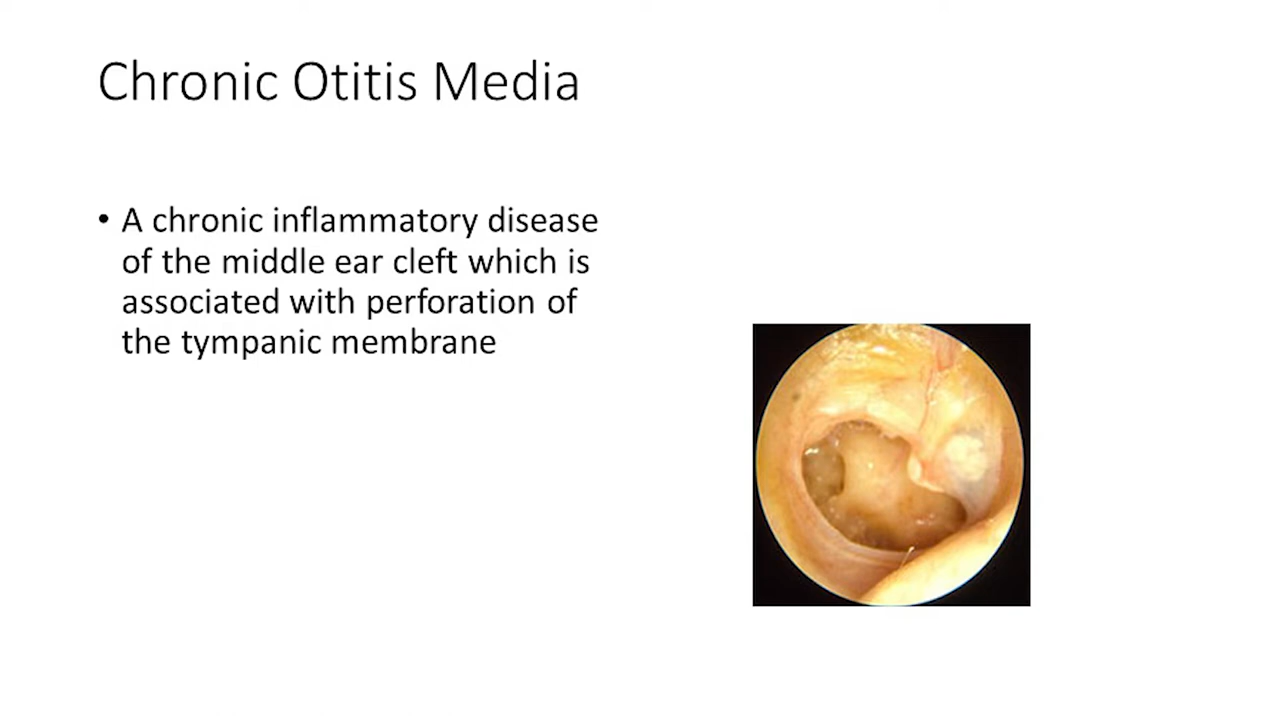 Chronic Otitis Media
• A chronic inflammatory disease
of the middle ear cleft which is
associated with perforation of
the tympanic membrane